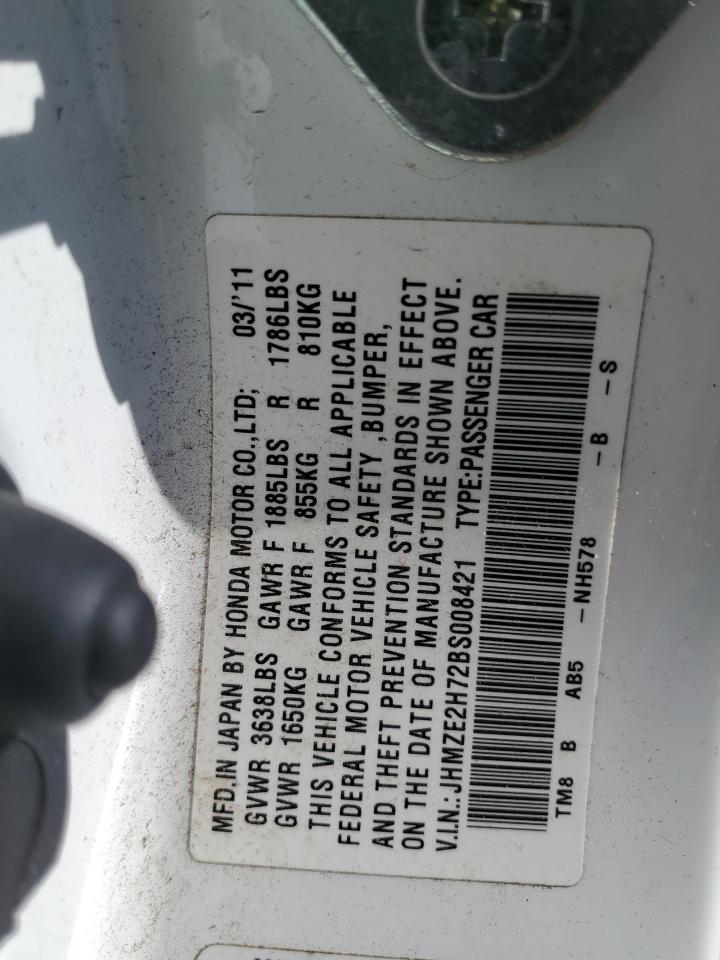 MFD.IN JAPAN BY HONDA MOTOR CO.,LTD; 03/'11
GVWR 3638LBS GAWR F 1885LBS R 1786LBS
GVWR 1650KG GAWR F 855KG R 810KG
THIS VEHICLE CONFORMS TO ALL APPLICABLE
FEDERAL MOTOR VEHICLE SAFETY ,BUMPER,
AND THEFT PREVENTION STANDARDS IN EFFECT
ON THE DATE OF MANUFACTURE SHOWN ABOVE.
V.I.N.: JHMZE2H72BS008421 TYPE:PASSENGER CAR
TM8 B AB5 -NH578 -B -S